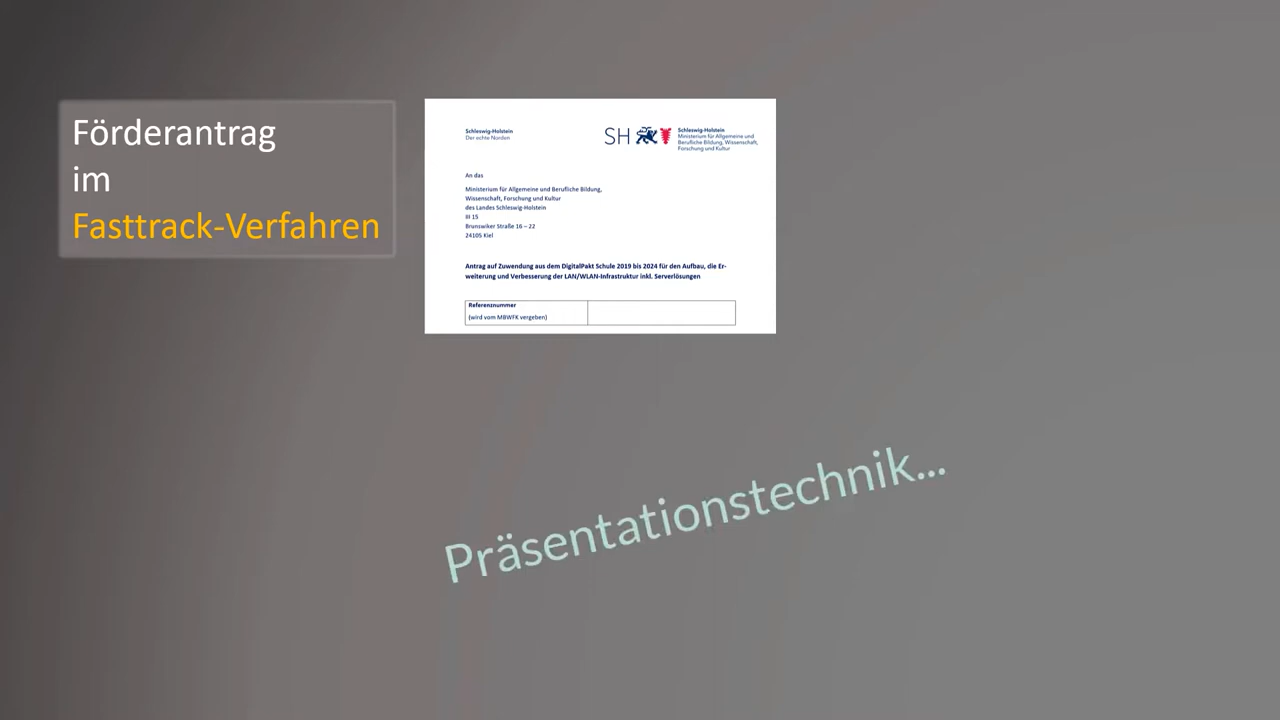 Förderantrag
im
Fasttrack-Verfahren
Schleswig-Holstein
Der echte Norden
SH
Schleswig-Holstein
Ministerium für Allgemeine und
Berufliche Bildung, Wissenschaft,
Forschung und Kultur
An das
Ministerium für Allgemeine und Berufliche Bildung,
Wissenschaft, Forschung und Kultur
des Landes Schleswig-Holstein
III 15
Brunswiker Straße 16 – 22
24105 Kiel
Antrag auf Zuwendung aus dem DigitalPakt Schule 2019 bis 2024 für den Aufbau, die Er-
weiterung und Verbesserung der LAN/WLAN-Infrastruktur inkl. Serverlösungen
Referenznummer
(wird vom MBWFK vergeben)
Präsentationstechnik...